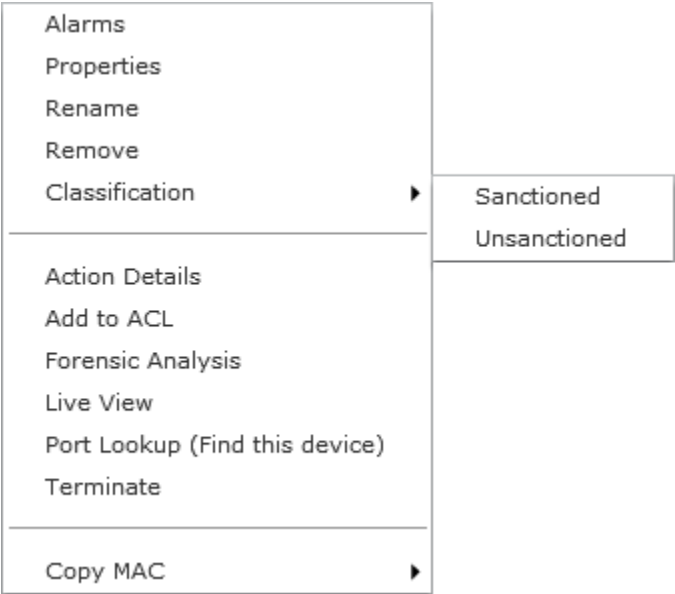 Alarms
Properties
Rename
Remove
Classification
Sanctioned
Unsanctioned
Action Details
Add to ACL
Forensic Analysis
Live View
Port Lookup (Find this device)
Terminate
Copy MAC